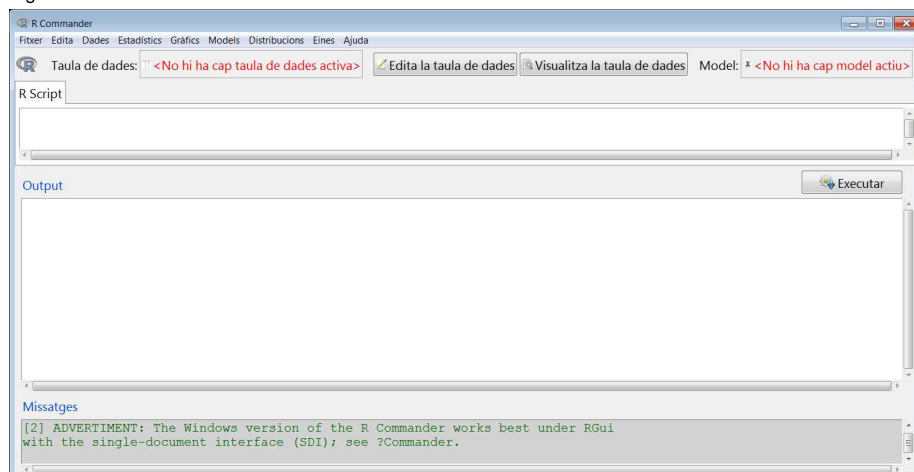 R Commander
Fitxer Edita Dades Estadístics Gràfics Models Distribucions Eines Ajuda
Taula de dades: <No hi ha cap taula de dades activa> Edita la taula de dades Visualitza la taula de dades Model: Σ <No hi ha cap model actiu>
R Script
Output
Executar
Missatges
[2] ADVERTIMENT: The Windows version of the R Commander works best under RGui
with the single-document interface (SDI); see ?Commander.